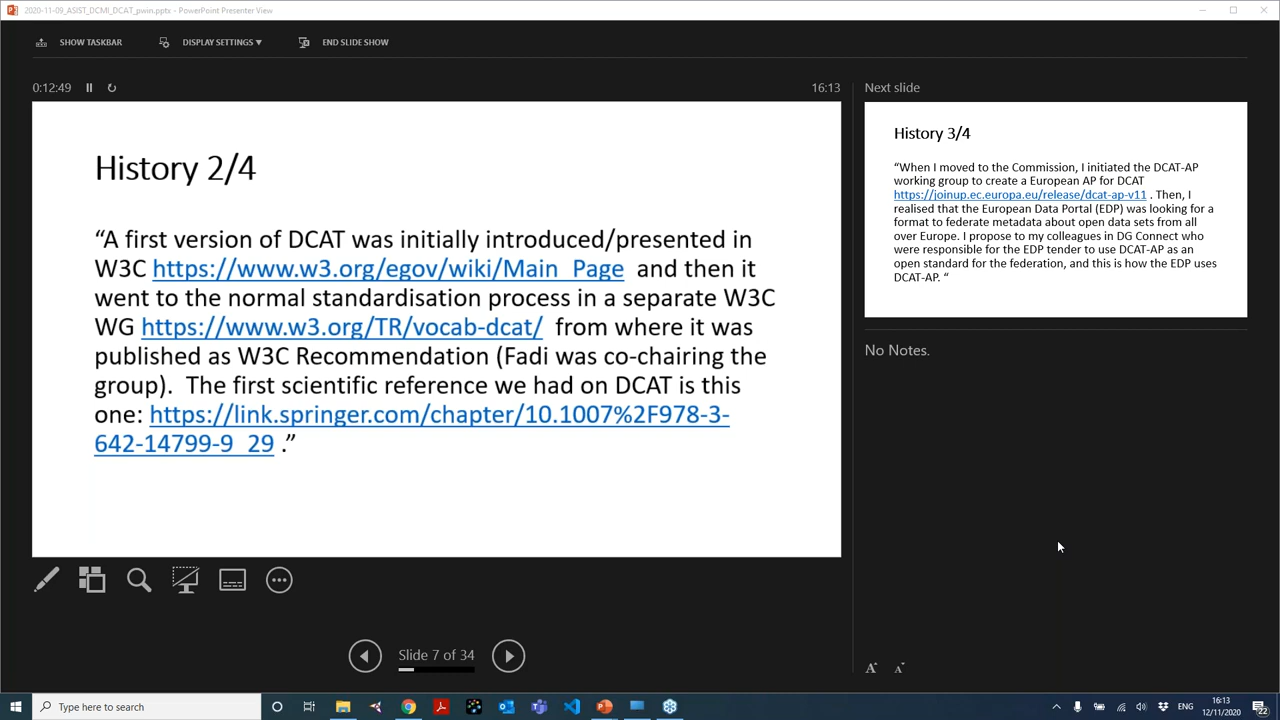 2020-11-09_ASIST_DCMI_DCAT_pwin.pptx - PowerPoint Presenter View
SHOW TASKBAR
DISPLAY SETTINGS ▾
END SLIDE SHOW
0:12:49
16:13
History 2/4
“A first version of DCAT was initially introduced/presented in
W3C https://www.w3.org/egov/wiki/Main_Page and then it
went to the normal standardisation process in a separate W3C
WG https://www.w3.org/TR/vocab-dcat/ from where it was
published as W3C Recommendation (Fadi was co-chairing the
group). The first scientific reference we had on DCAT is this
one: https://link.springer.com/chapter/10.1007%2F978-3-
642-14799-9_29 .”
Slide 7 of 34
Next slide
History 3/4
“When I moved to the Commission, I initiated the DCAT-AP
working group to create a European AP for DCAT
https://joinup.ec.europa.eu/release/dcat-ap-v11 . Then, I
realised that the European Data Portal (EDP) was looking for a
format to federate metadata about open data sets from all
over Europe. I propose to my colleagues in DG Connect who
were responsible for the EDP tender to use DCAT-AP as an
open standard for the federation, and this is how the EDP uses
DCAT-AP. “
No Notes.
A A
Type here to search
ENG
16:13
12/11/2020
22